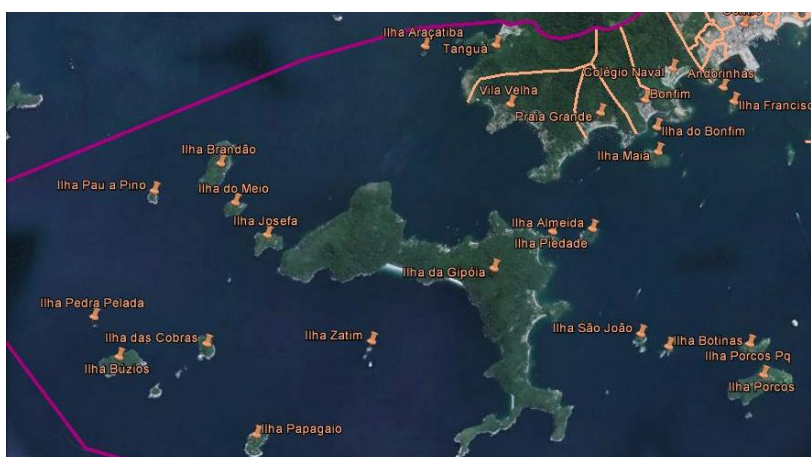 Ilha Araçatiba
Tanguà
Colégio Naval
Andorinhas
Vila Velha
Bonfim
Ilha Francisc
Praia Grande
Ilha do Bonfim
Ilha Brandão
Ilha Maia
Ilha Pau a Pino
Ilha do Meio
Ilha Josefa
Ilha Almeida
Ilha Piedade
Ilha da Gipóia
Ilha Pedra Pelada
Ilha das Cobras
Ilha Zatim
Ilha São João
Ilha Botinas
Ilha Porcos Pq
Ilha Búzios
Ilha Porcos
Ilha Papagaio